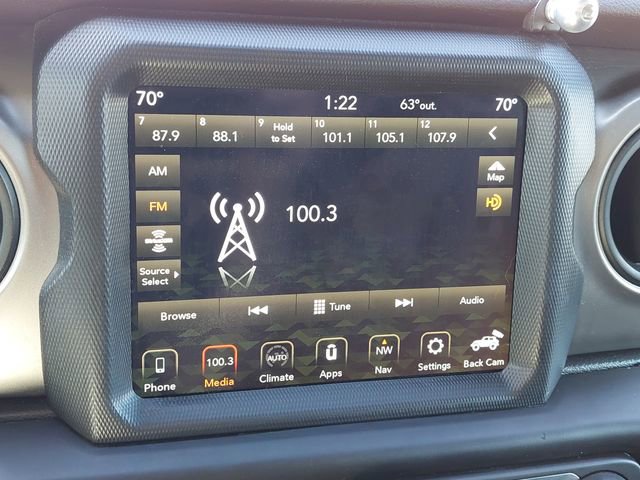 70° 1:22 63°out. 70°
7 87.9 8 88.1 9 Hold to Set 10 101.1 11 105.1 12 107.9
AM
Map
FM
HD
100.3
SiriusXM
Source
Select
Browse Tune Audio
100.3 AUTO NW
Phone Media Climate Apps Nav Settings Back Cam